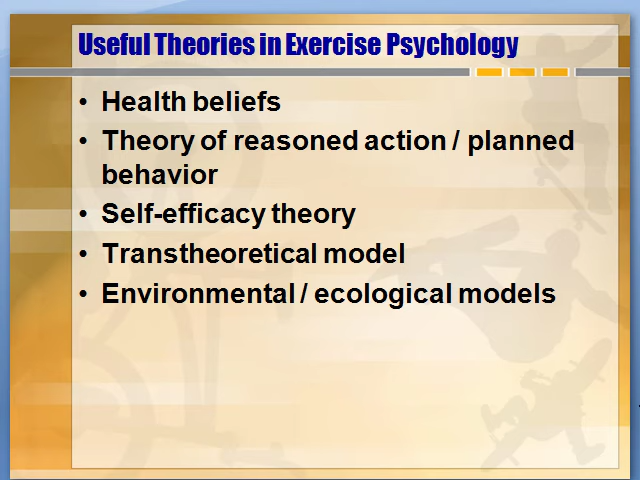 Useful Theories in Exercise Psychology
• Health beliefs
• Theory of reasoned action / planned
behavior
• Self-efficacy theory
• Transtheoretical model
• Environmental / ecological models